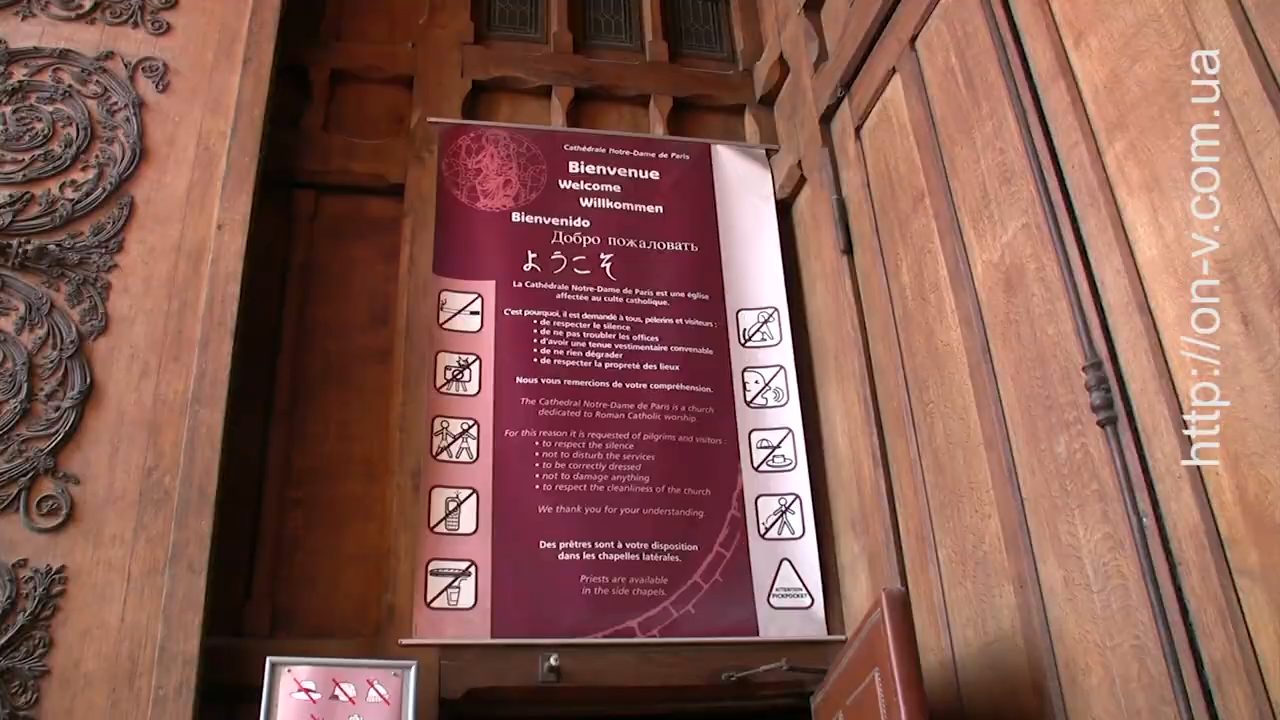 Cathédrale Notre-Dame de Paris
Bienvenue
Welcome
Willkommen
Bienvenido
Добро пожаловать
ようこそ
La Cathédrale Notre-Dame de Paris est une église
affectée au culte catholique.
C'est pourquoi, il est demandé à tous, pélerins et visiteurs :
• de respecter le silence
• de ne pas troubler les offices
• d'avoir une tenue vestimentaire convenable
• de ne rien dégrader
• de respecter la propreté des lieux
Nous vous remercions de votre compréhension.
The Cathedral Notre-Dame de Paris is a church
dedicated to Roman Catholic worship.
For this reason it is requested of pilgrims and visitors :
• to respect the silence
• not to disturb the services
• to be correctly dressed
• not to damage anything
• to respect the cleanliness of the church
We thank you for your understanding.
Des prêtres sont à votre disposition
dans les chapelles latérales.
Priests are available
in the side chapels.
ATTENTION
PICKPOCKET
http://on-v.com.ua